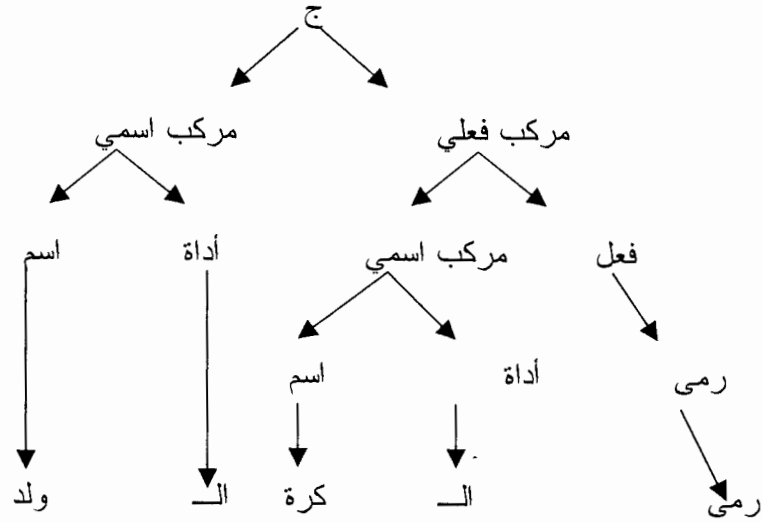 ج
مركب فعلي مركب اسمي
فعل مركب اسمي أداة اسم
رمى أداة اسم
رمى الـ كرة الـ ولد